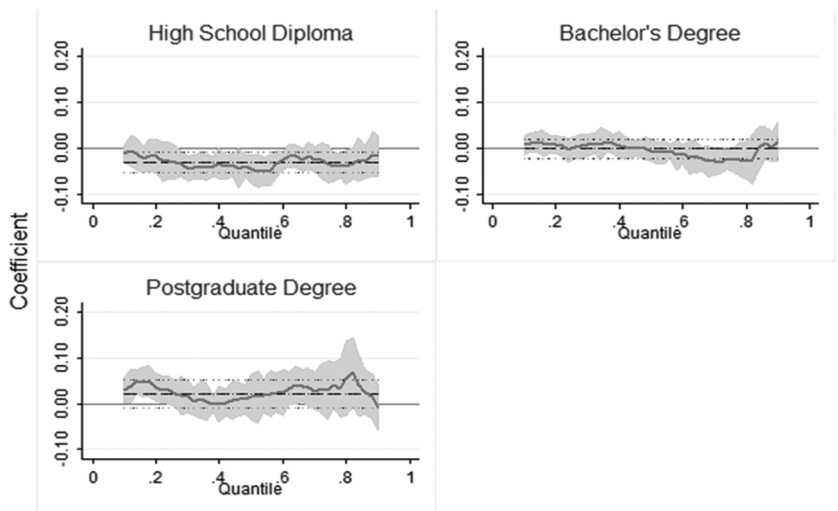 Coefficient
High School Diploma
0.20
0.10
0.00
-0.10
0 .2 .4 .6 .8 1
Quantile
Bachelor's Degree
0.20
0.10
0.00
-0.10
0 .2 .4 .6 .8 1
Quantile
Postgraduate Degree
0.20
0.10
0.00
-0.10
0 .2 .4 .6 .8 1
Quantile